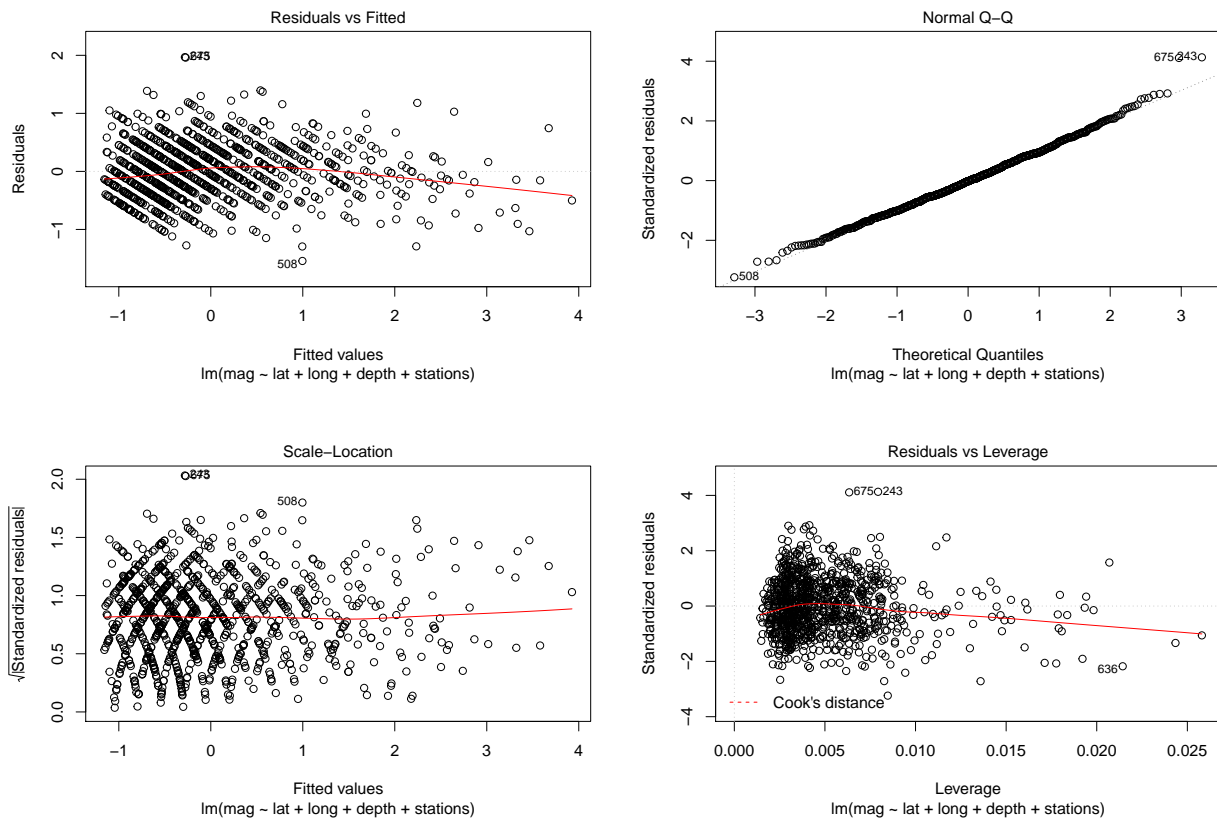 Residuals vs Fitted
Residuals
2
1
0
−1
243
675
508
−1 0 1 2 3 4
Fitted values
lm(mag ~ lat + long + depth + stations)
Normal Q−Q
Standardized residuals
4
2
0
−2
675 243
508
−3 −2 −1 0 1 2 3
Theoretical Quantiles
lm(mag ~ lat + long + depth + stations)
Scale−Location
√|Standardized residuals|
2.0
1.5
1.0
0.5
0.0
243
675
508
−1 0 1 2 3 4
Fitted values
lm(mag ~ lat + long + depth + stations)
Residuals vs Leverage
Standardized residuals
4
2
0
−2
−4
675 243
636
Cook's distance
0.000 0.005 0.010 0.015 0.020 0.025
Leverage
lm(mag ~ lat + long + depth + stations)